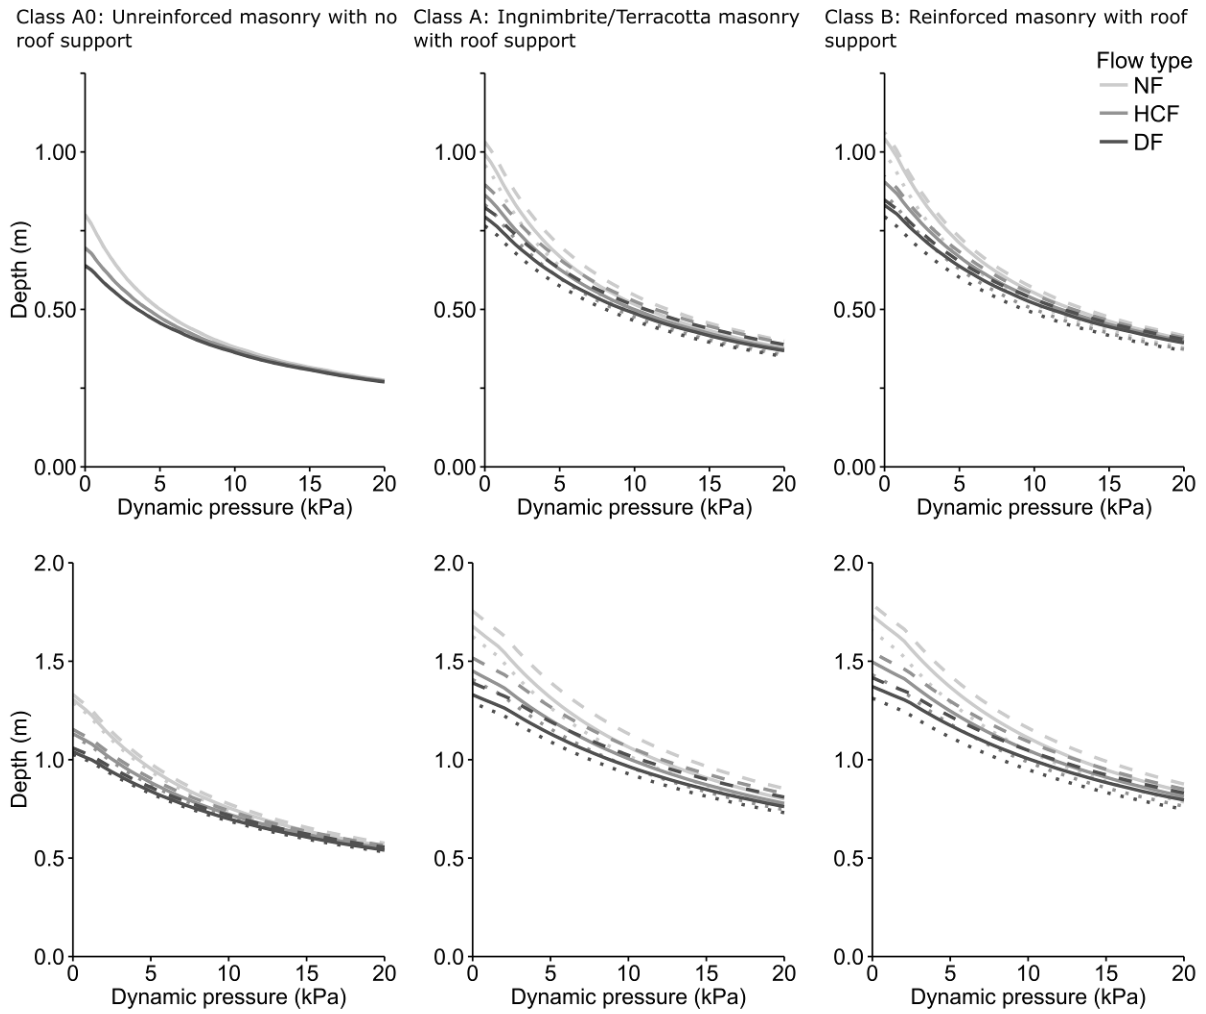 Class A0: Unreinforced masonry with no
roof support
Class A: Ingnimbrite/Terracotta masonry
with roof support
Class B: Reinforced masonry with roof
support
Flow type
NF
HCF
DF
Depth (m)
1.00
0.50
0.00
0 5 10 15 20
Dynamic pressure (kPa)
1.00
0.50
0.00
0 5 10 15 20
Dynamic pressure (kPa)
1.00
0.50
0.00
0 5 10 15 20
Dynamic pressure (kPa)
Depth (m)
2.0
1.5
1.0
0.5
0.0
0 5 10 15 20
Dynamic pressure (kPa)
2.0
1.5
1.0
0.5
0.0
0 5 10 15 20
Dynamic pressure (kPa)
2.0
1.5
1.0
0.5
0.0
0 5 10 15 20
Dynamic pressure (kPa)